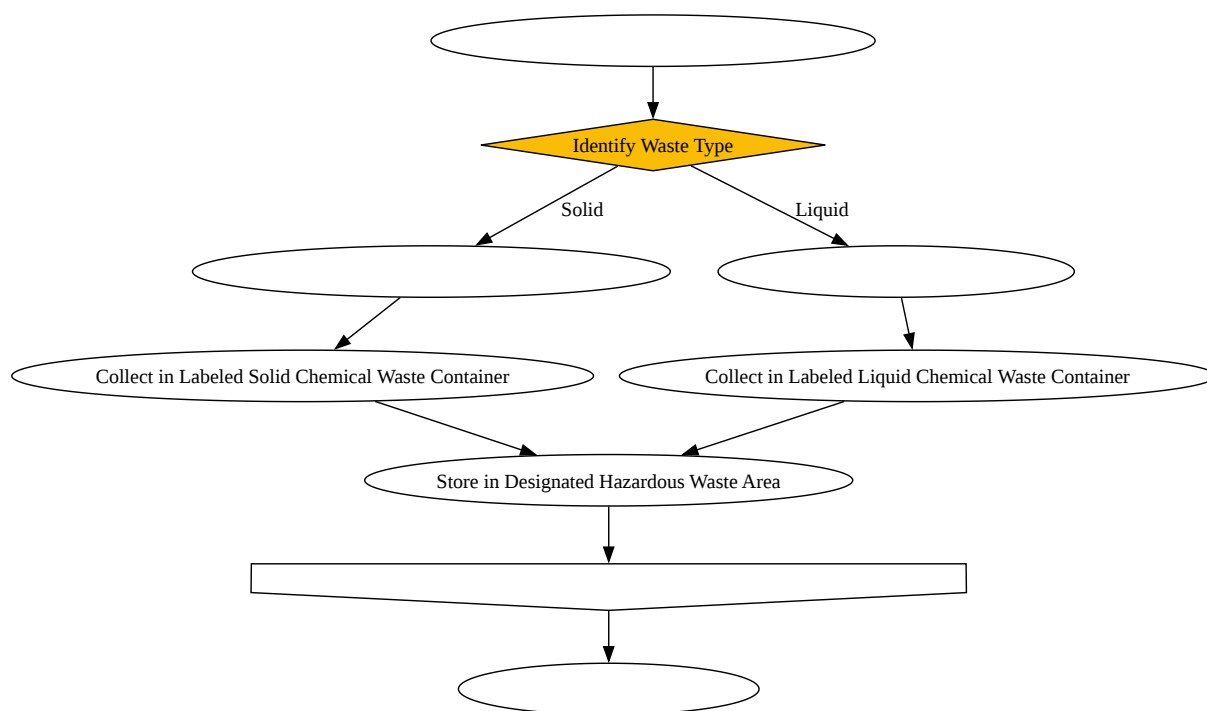 Identify Waste Type
Solid
Liquid
Collect in Labeled Solid Chemical Waste Container
Collect in Labeled Liquid Chemical Waste Container
Store in Designated Hazardous Waste Area